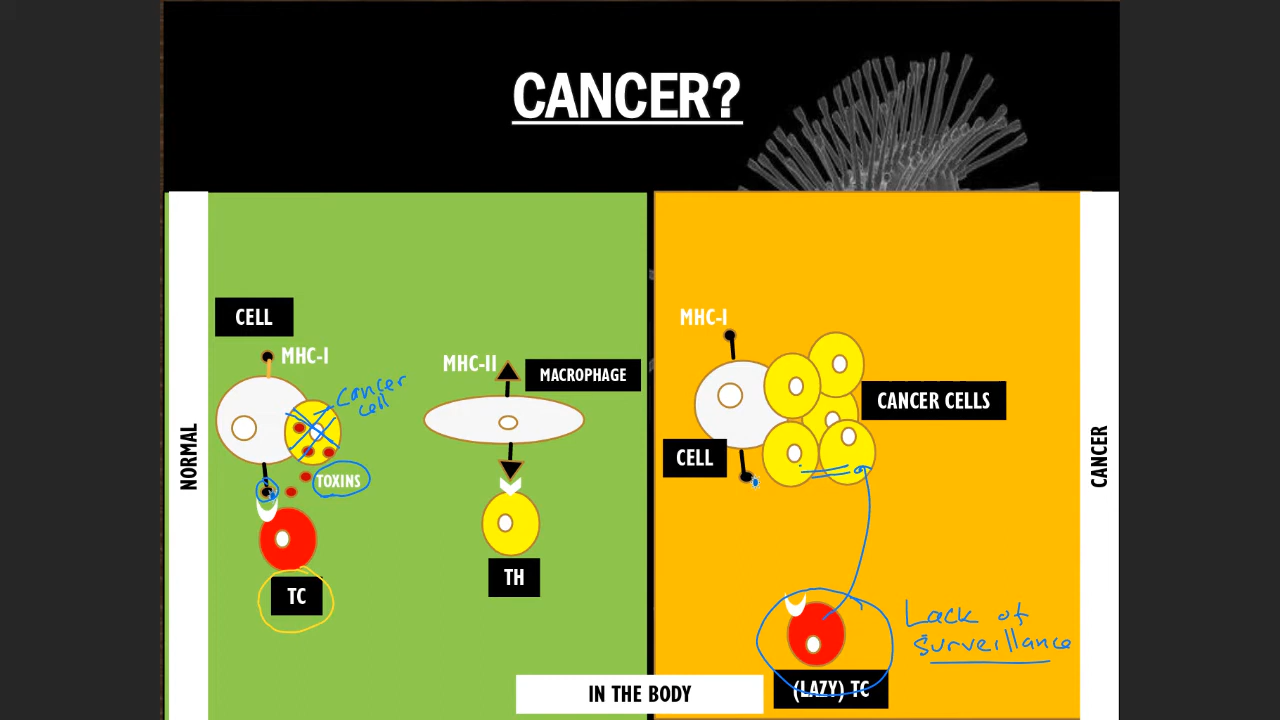 CANCER?
NORMAL
CELL
MHC-I
Cancer
cell
TOXINS
TC
MHC-II
MACROPHAGE
TH
MHC-I
CANCER CELLS
CELL
CANCER
Lack of
surveillance
(LAZY) TC
IN THE BODY